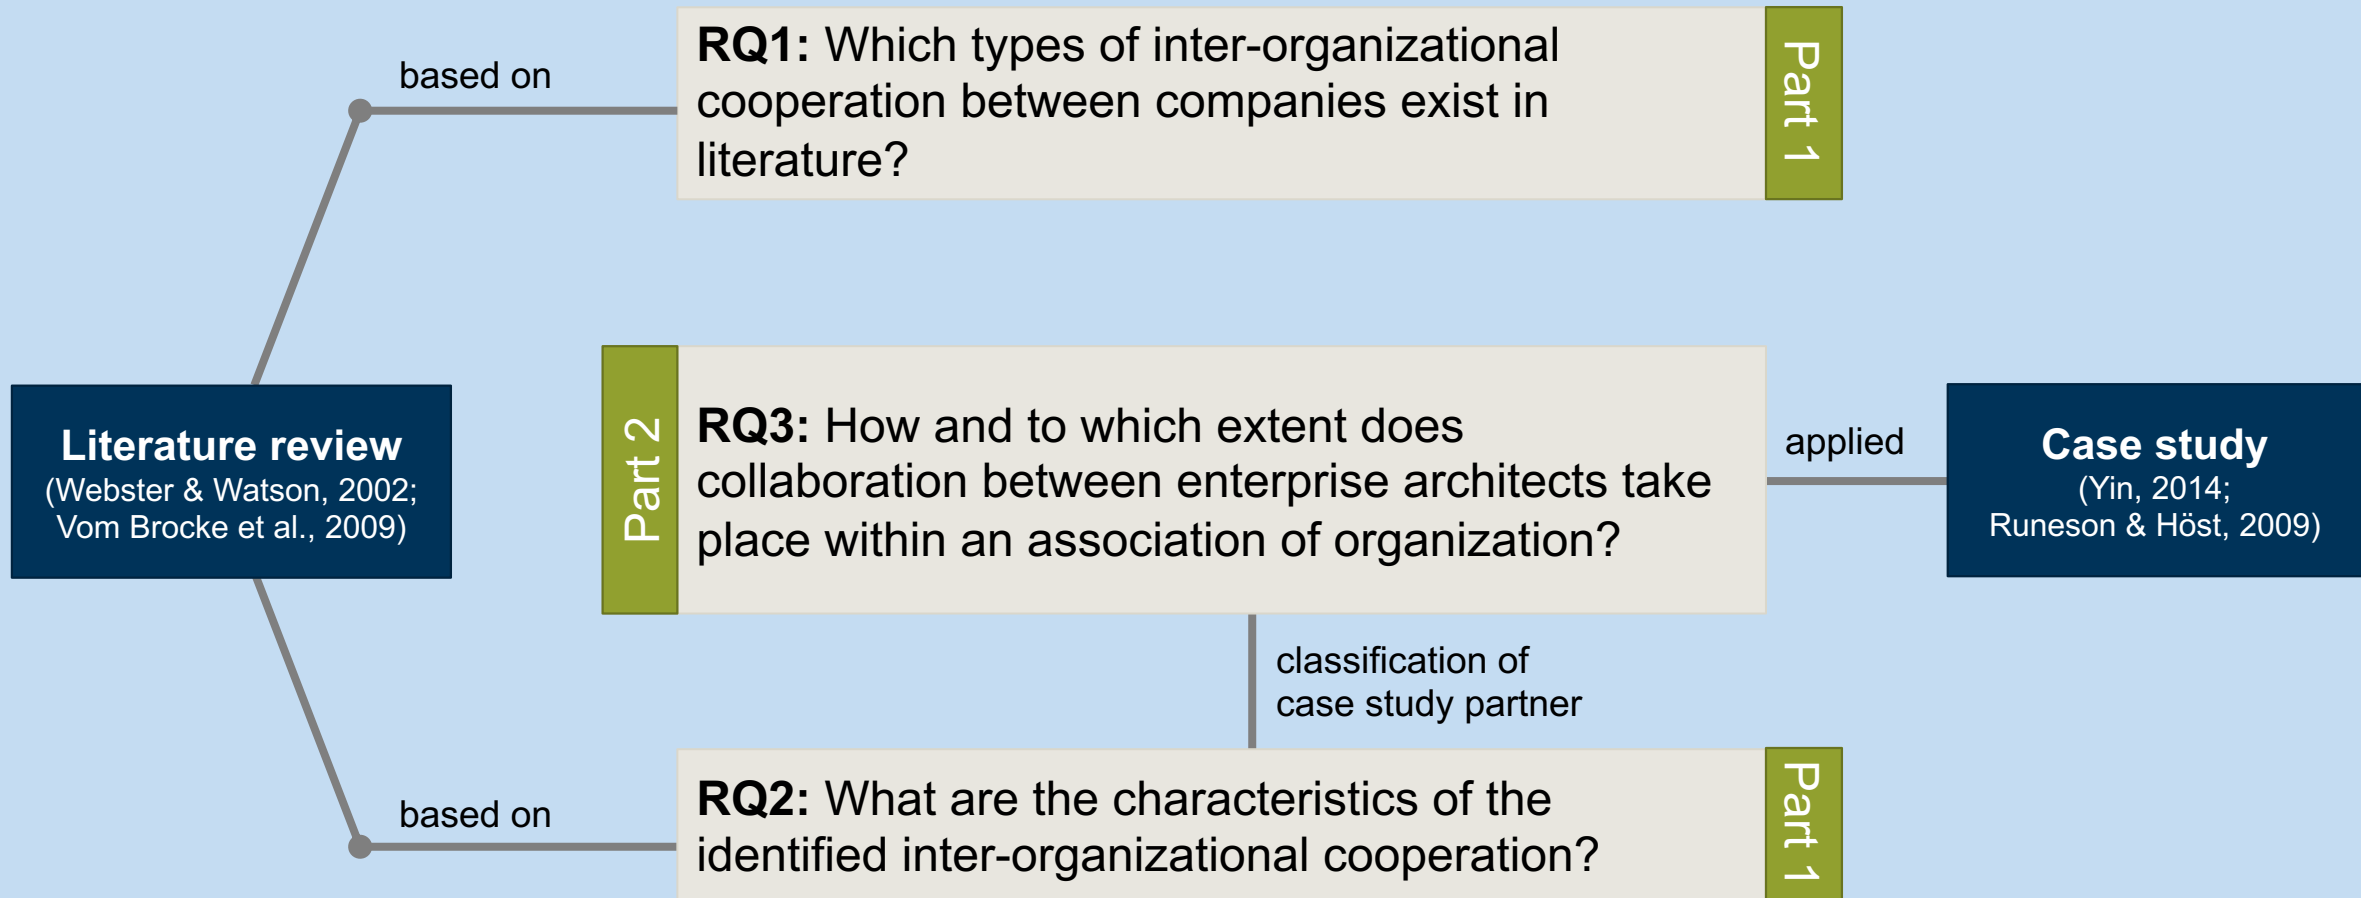 based on
RQ1: Which types of inter-organizational
cooperation between companies exist in
literature?
Part 1
Literature review
(Webster & Watson, 2002;
Vom Brocke et al., 2009)
Part 2
RQ3: How and to which extent does
collaboration between enterprise architects take
place within an association of organization?
applied
Case study
(Yin, 2014;
Runeson & Höst, 2009)
classification of
case study partner
based on
RQ2: What are the characteristics of the
identified inter-organizational cooperation?
Part 1